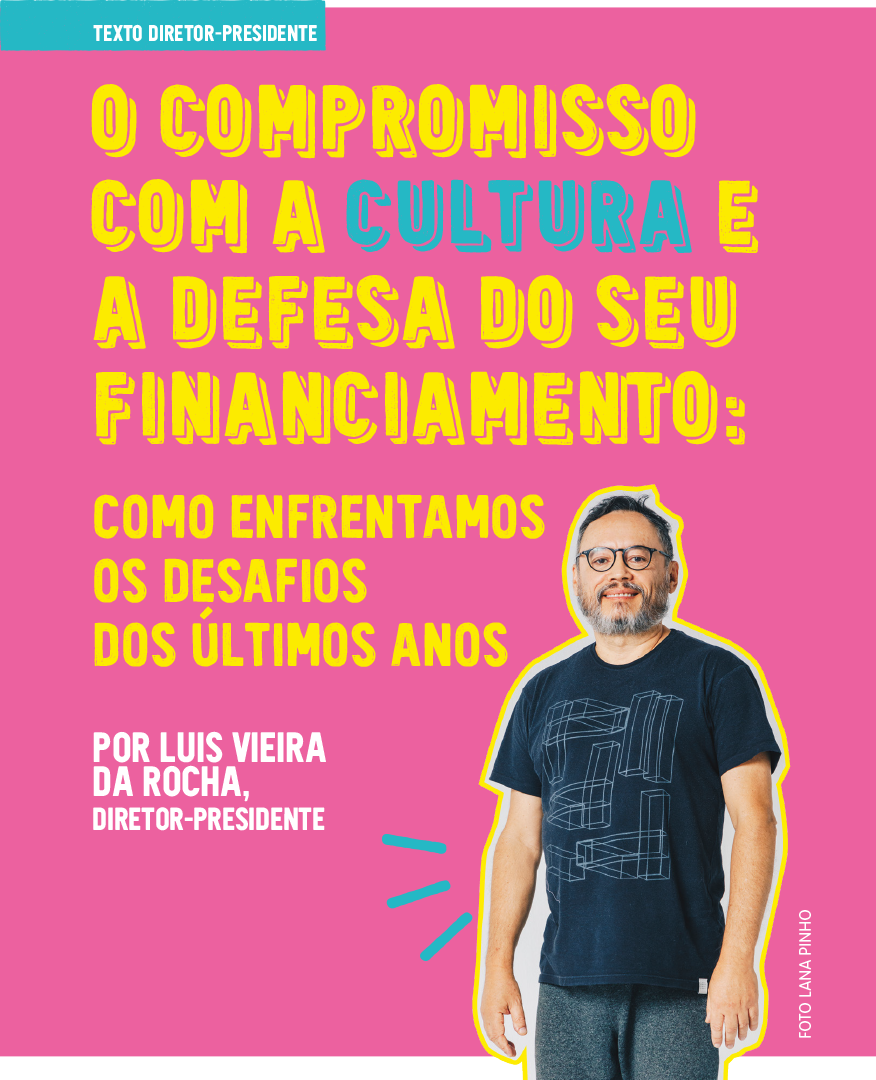 TEXTO DIRETOR-PRESIDENTE
O COMPROMISSO
COM A CULTURA E
A DEFESA DO SEU
FINANCIAMENTO:
COMO ENFRENTAMOS
OS DESAFIOS
DOS ÚLTIMOS ANOS
POR LUIS VIEIRA
DA ROCHA,
DIRETOR-PRESIDENTE
FOTO LANA PINHO